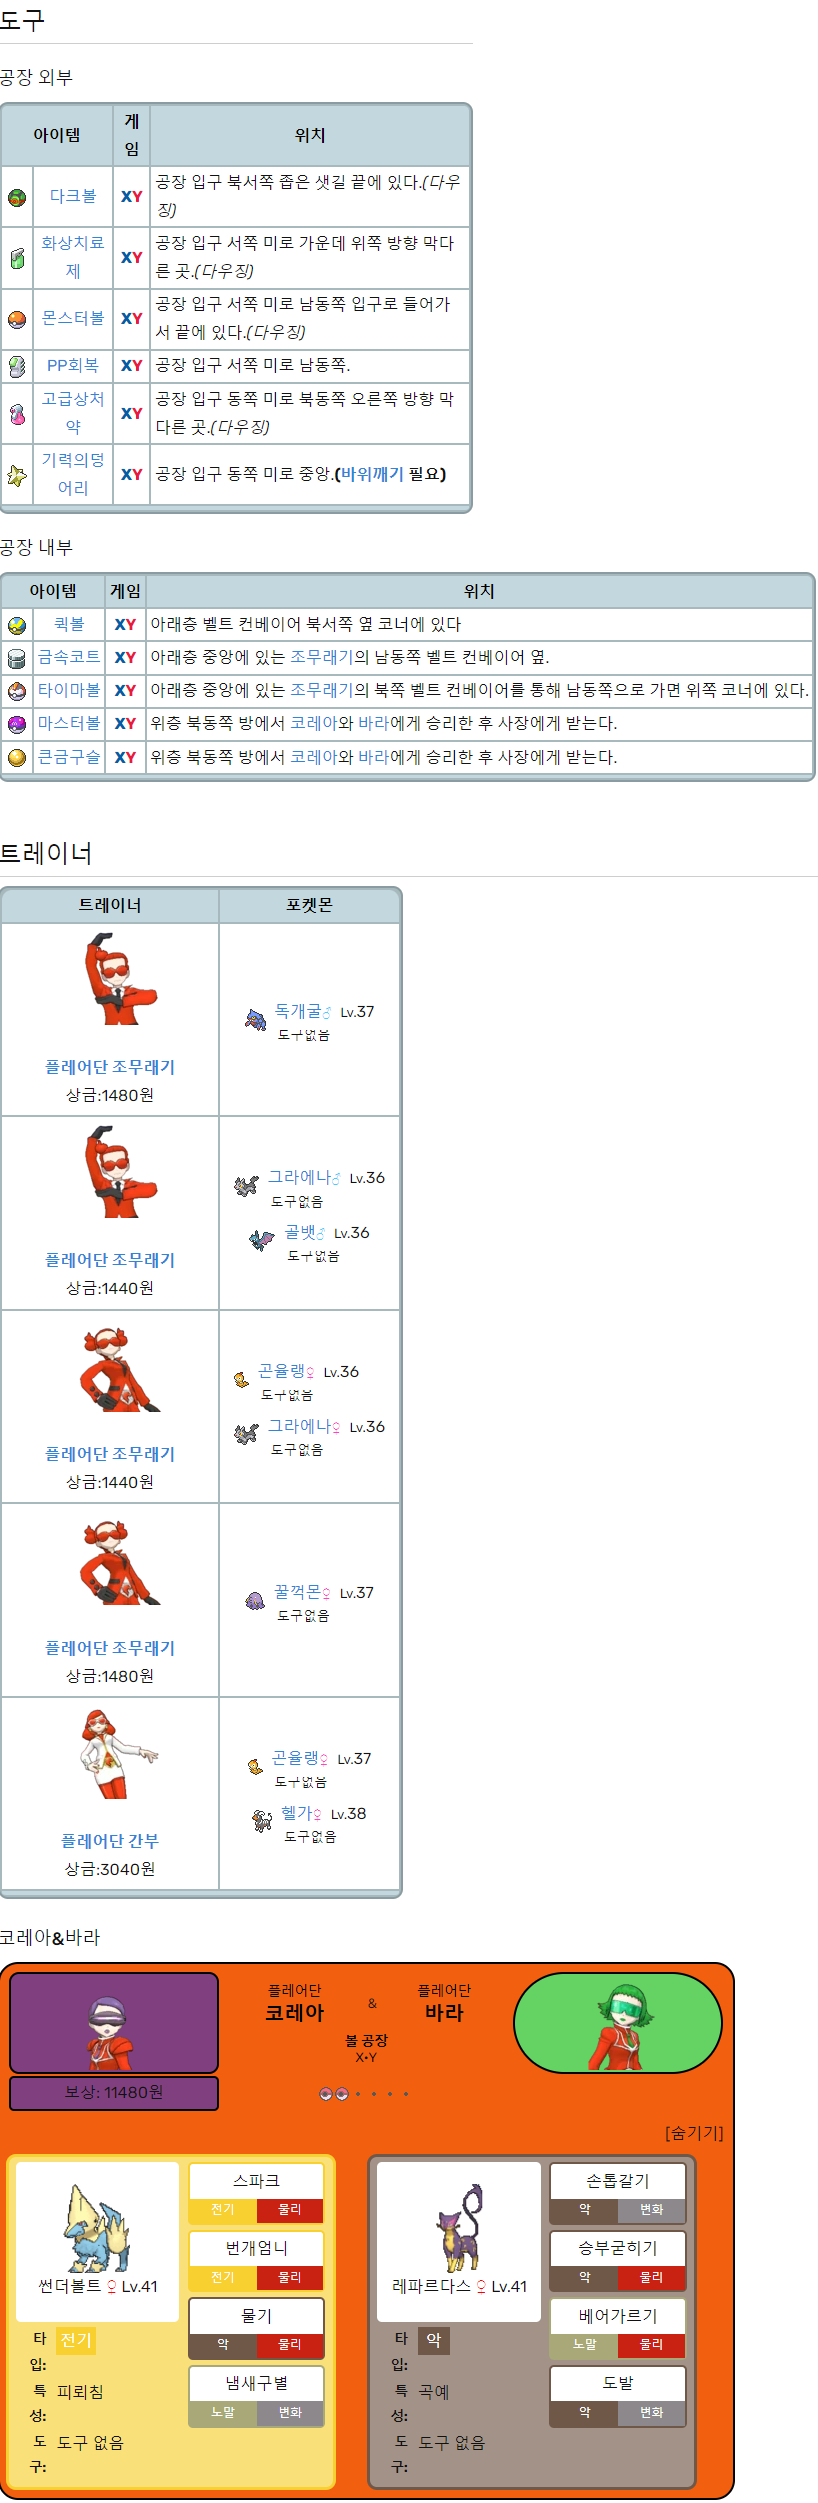 도구
공장 외부
아이템 게임 위치
다크볼 XY 공장 입구 북서쪽 좁은 샛길 끝에 있다.(다우징)
화상치료제 XY 공장 입구 서쪽 미로 가운데 위쪽 방향 막다른 곳.(다우징)
몬스터볼 XY 공장 입구 서쪽 미로 남동쪽 입구로 들어가서 끝에 있다.(다우징)
PP회복 XY 공장 입구 서쪽 미로 남동쪽.
고급상처약 XY 공장 입구 동쪽 미로 북동쪽 오른쪽 방향 막다른 곳.(다우징)
기력의덩어리 XY 공장 입구 동쪽 미로 중앙.(바위깨기 필요)
공장 내부
아이템 게임 위치
퀵볼 XY 아래층 벨트 컨베이어 북서쪽 옆 코너에 있다
금속코트 XY 아래층 중앙에 있는 조무래기의 남동쪽 벨트 컨베이어 옆.
타이마볼 XY 아래층 중앙에 있는 조무래기의 북쪽 벨트 컨베이어를 통해 남동쪽으로 가면 위쪽 코너에 있다.
마스터볼 XY 위층 북동쪽 방에서 코레아와 바라에게 승리한 후 사장에게 받는다.
큰금구슬 XY 위층 북동쪽 방에서 코레아와 바라에게 승리한 후 사장에게 받는다.
트레이너
트레이너 포켓몬
플레어단 조무래기
상금:1480원
독개굴♂ Lv.37
도구없음
플레어단 조무래기
상금:1440원
그라에나♂ Lv.36
도구없음
골뱃♂ Lv.36
도구없음
플레어단 조무래기
상금:1440원
곤율랭♀ Lv.36
도구없음
그라에나♀ Lv.36
도구없음
플레어단 조무래기
상금:1480원
꿀꺽몬♀ Lv.37
도구없음
플레어단 간부
상금:3040원
곤율랭♀ Lv.37
도구없음
헬가♀ Lv.38
도구없음
코레아&바라
플레어단 플레어단
코레아 & 바라
볼 공장
X•Y
보상: 11480원
[숨기기]
썬더볼트 ♀ Lv.41
타입: 전기
특성: 피뢰침
도구: 도구 없음
스파크
전기 물리
번개엄니
전기 물리
물기
악 물리
냄새구별
노말 변화
레파르다스 ♀ Lv.41
타입: 악
특성: 곡예
도구: 도구 없음
손톱갈기
악 변화
승부굳히기
악 물리
베어가르기
노말 물리
도발
악 변화